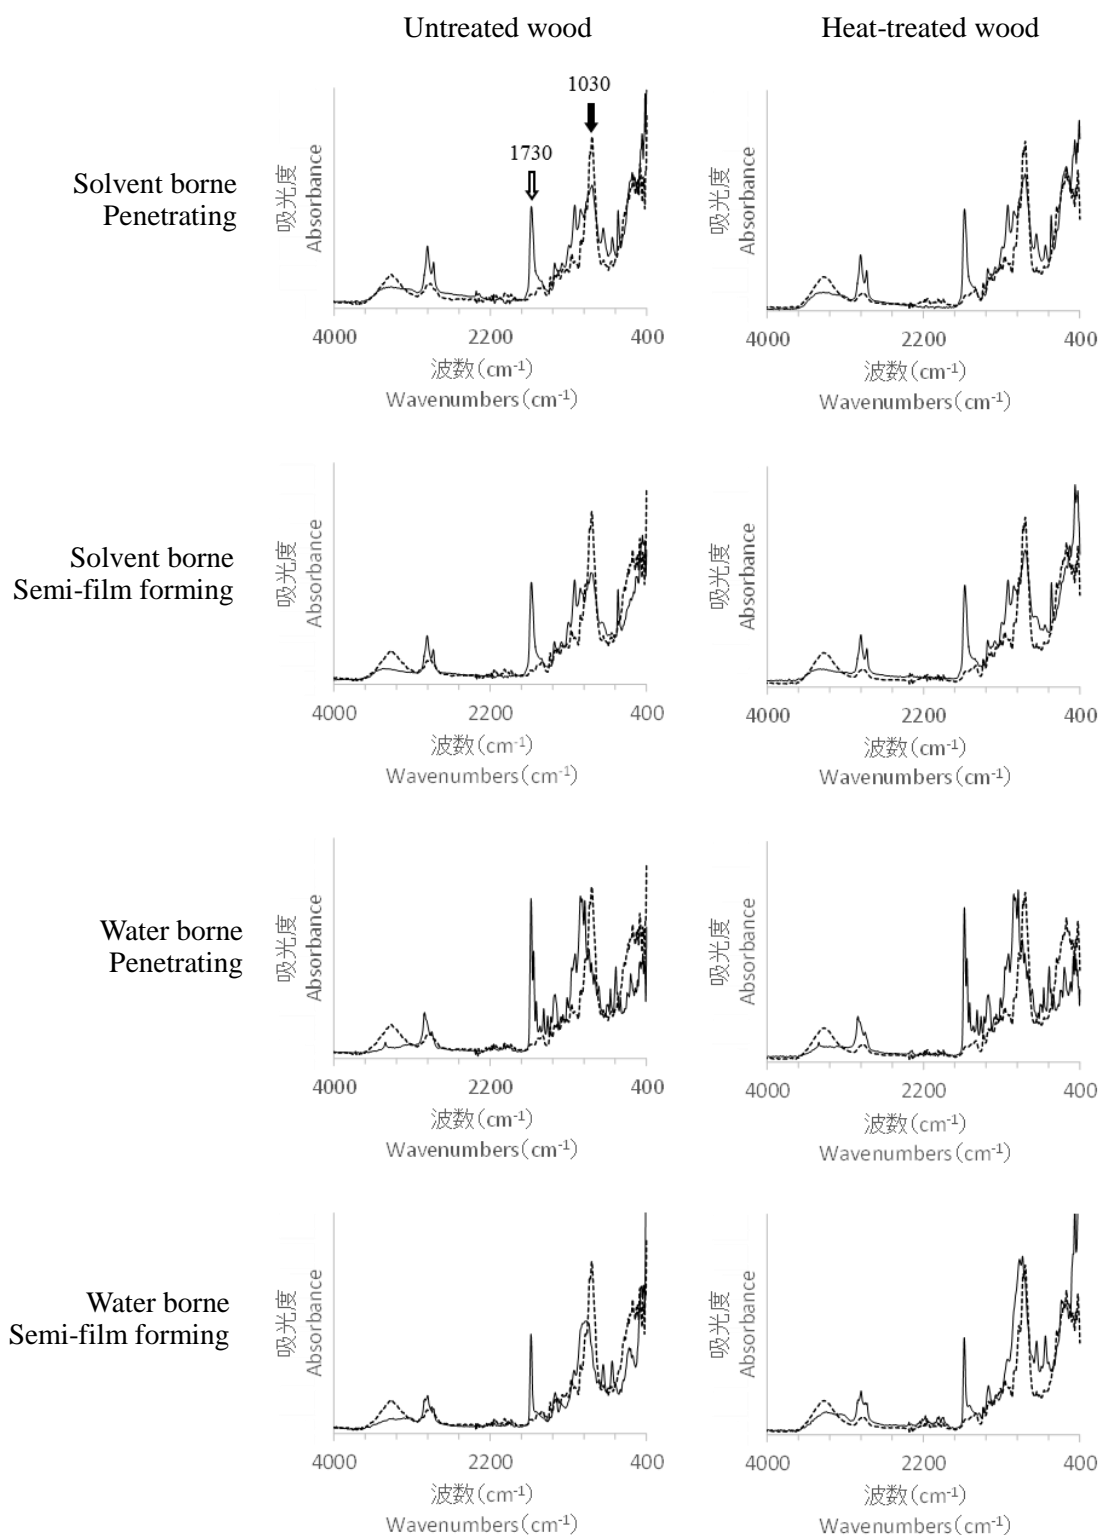 Untreated wood
Heat-treated wood
Solvent borne
Penetrating
吸光度
Absorbance
1730
1030
4000
2200
400
波数(cm-1)
Wavenumbers(cm-1)
吸光度
Absorbance
4000
2200
400
波数(cm-1)
Wavenumbers(cm-1)
Solvent borne
Semi-film forming
吸光度
Absorbance
4000
2200
400
波数(cm-1)
Wavenumbers(cm-1)
吸光度
Absorbance
4000
2200
400
波数(cm-1)
Wavenumbers(cm-1)
Water borne
Penetrating
吸光度
Absorbance
4000
2200
400
波数(cm-1)
Wavenumbers(cm-1)
吸光度
Absorbance
4000
2200
400
波数(cm-1)
Wavenumbers(cm-1)
Water borne
Semi-film forming
吸光度
Absorbance
4000
2200
400
波数(cm-1)
Wavenumbers(cm-1)
吸光度
Absorbance
4000
2200
400
波数(cm-1)
Wavenumbers(cm-1)